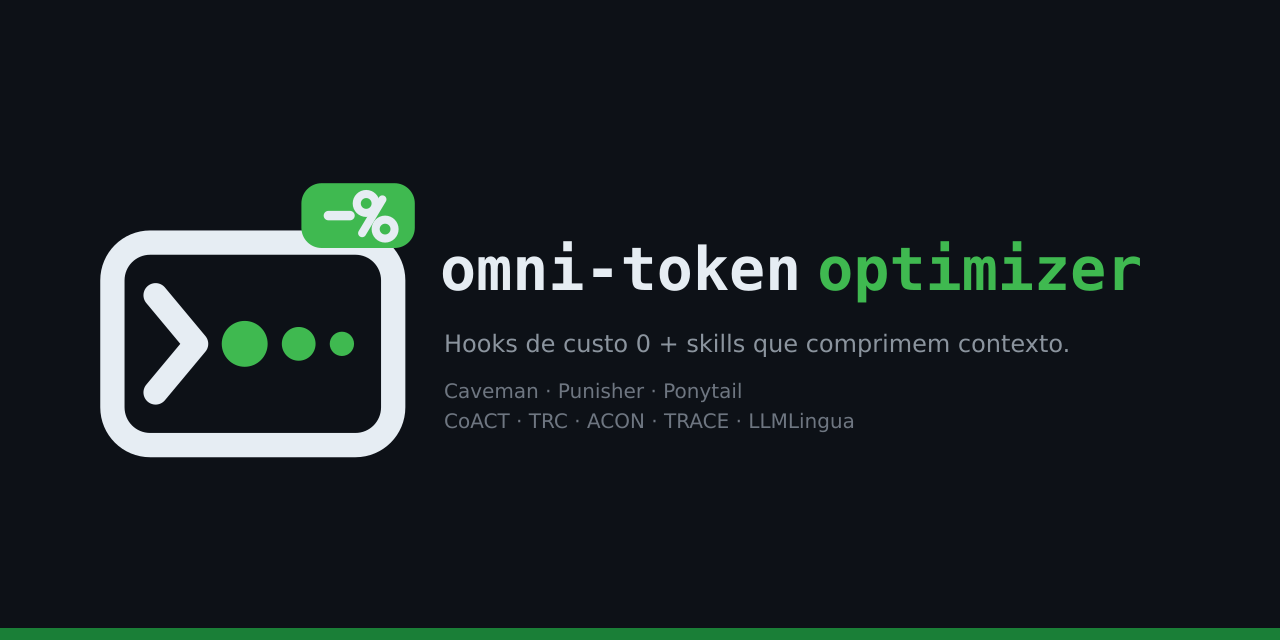 -%
omni-token optimizer
Hooks de custo 0 + skills que comprimem contexto.
Caveman · Punisher · Ponytail
CoACT · TRC · ACON · TRACE · LLMLingua